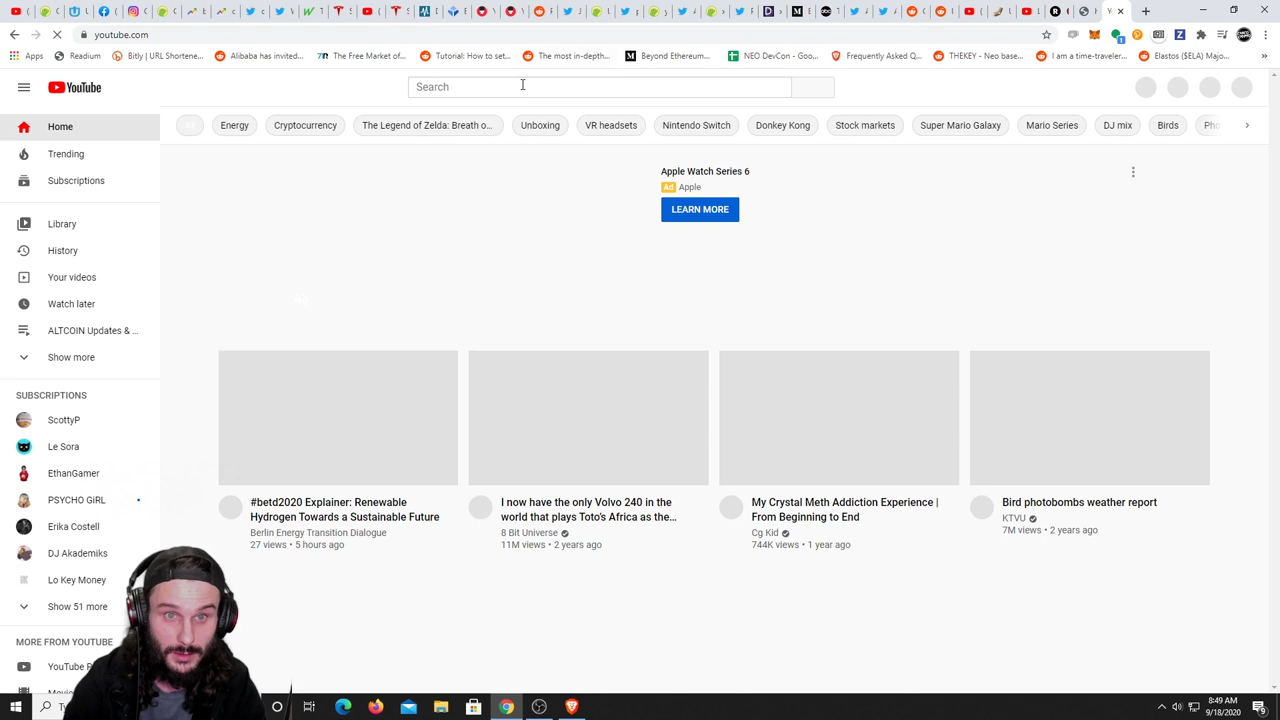 Yo
youtube.com
Apps
Readium
Bitly | URL Shortene...
Alibaba has invited...
The Free Market of...
Tutorial: How to set...
The most in-depth...
Beyond Ethereum...
NEO DevCon - Goo...
Frequently Asked Q...
THEKEY - Neo base...
I am a time-traveler...
Elastos ($ELA) Majo...
YouTube
Search
Home
Trending
Subscriptions
Library
History
Your videos
Watch later
ALTCOIN Updates & ...
Show more
SUBSCRIPTIONS
ScottyP
Le Sora
EthanGamer
PSYCHO GiRL
Erika Costell
DJ Akademiks
Lo Key Money
Show 51 more
MORE FROM YOUTUBE
YouTube P
Movi
All
Energy
Cryptocurrency
The Legend of Zelda: Breath o...
Unboxing
VR headsets
Nintendo Switch
Donkey Kong
Stock markets
Super Mario Galaxy
Mario Series
DJ mix
Birds
Pho
Apple Watch Series 6
Ad Apple
LEARN MORE
#betd2020 Explainer: Renewable
Hydrogen Towards a Sustainable Future
Berlin Energy Transition Dialogue
27 views • 5 hours ago
I now have the only Volvo 240 in the
world that plays Toto's Africa as the...
8 Bit Universe
11M views • 2 years ago
My Crystal Meth Addiction Experience |
From Beginning to End
Cg Kid
744K views • 1 year ago
Bird photobombs weather report
KTVU
7M views • 2 years ago
Ty
8:49 AM
9/18/2020